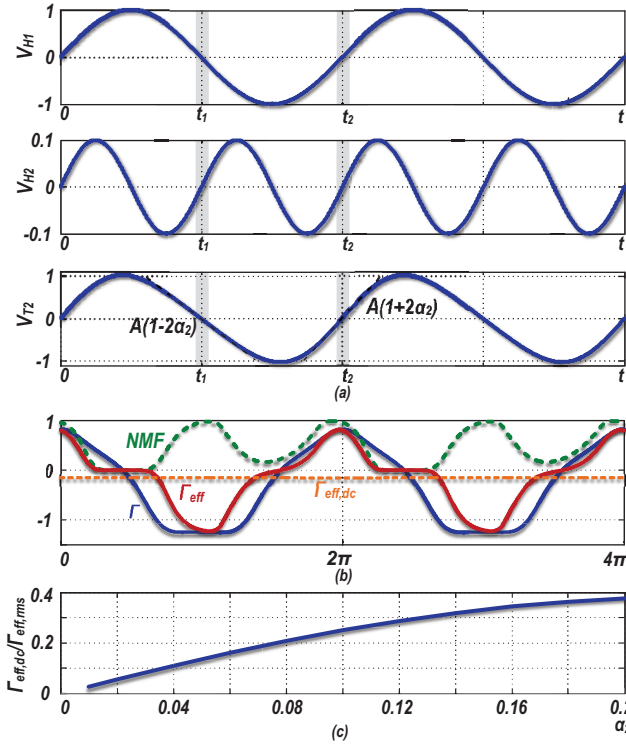 V_H1
1
0
-1
0
t_1
t_2
t
V_H2
0.1
0
-0.1
0
t_1
t_2
t
V_T2
1
0
-1
A(1-2α_2)
A(1+2α_2)
0
t_1
t_2
t
(a)
1
0
-1
NMF
Γ_eff
Γ
Γ_eff,dc
0
2π
4π
(b)
Γ_eff,dc/Γ_eff,rms
0.4
0.2
0
0
0.04
0.08
0.12
0.16
0.2
(c)